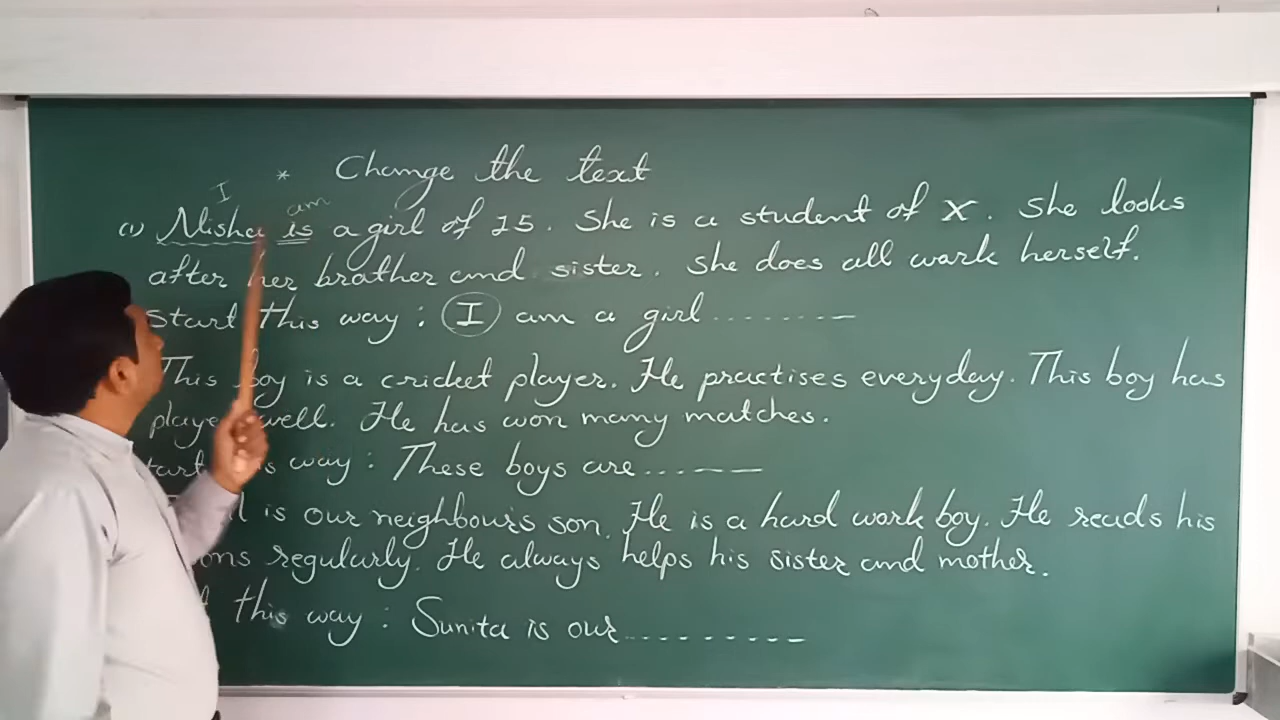 * Change the text
I am
(1) Misha is a girl of 15. She is a student of X. She looks
after her brother and sister. She does all work herself.
Start this way: I am a girl........——
This boy is a cricket player. He practises everyday. This boy has
played well. He has won many matches.
way: These boys are...-———
is our neighbour's son. He is a hard work boy. He reads his
regularly. He always helps his sister and mother.
this way: Sunita is our..-------